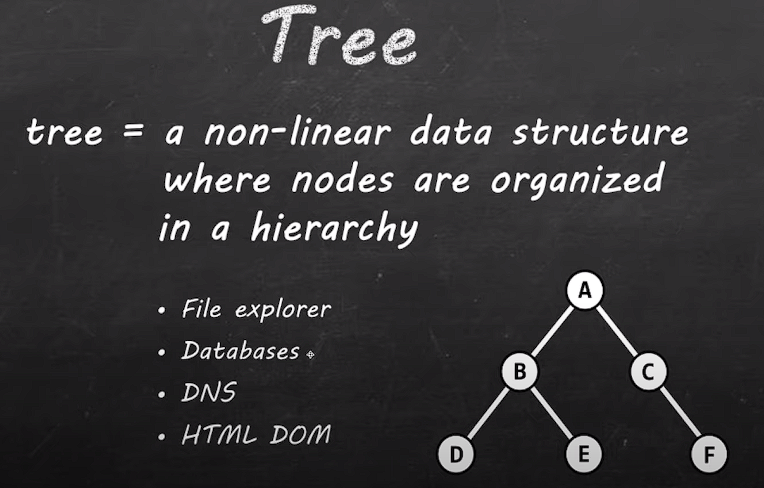 Tree
tree = a non-linear data structure
where nodes are organized
in a hierarchy
• File explorer
• Databases
• DNS
• HTML DOM
A
B C
D E F